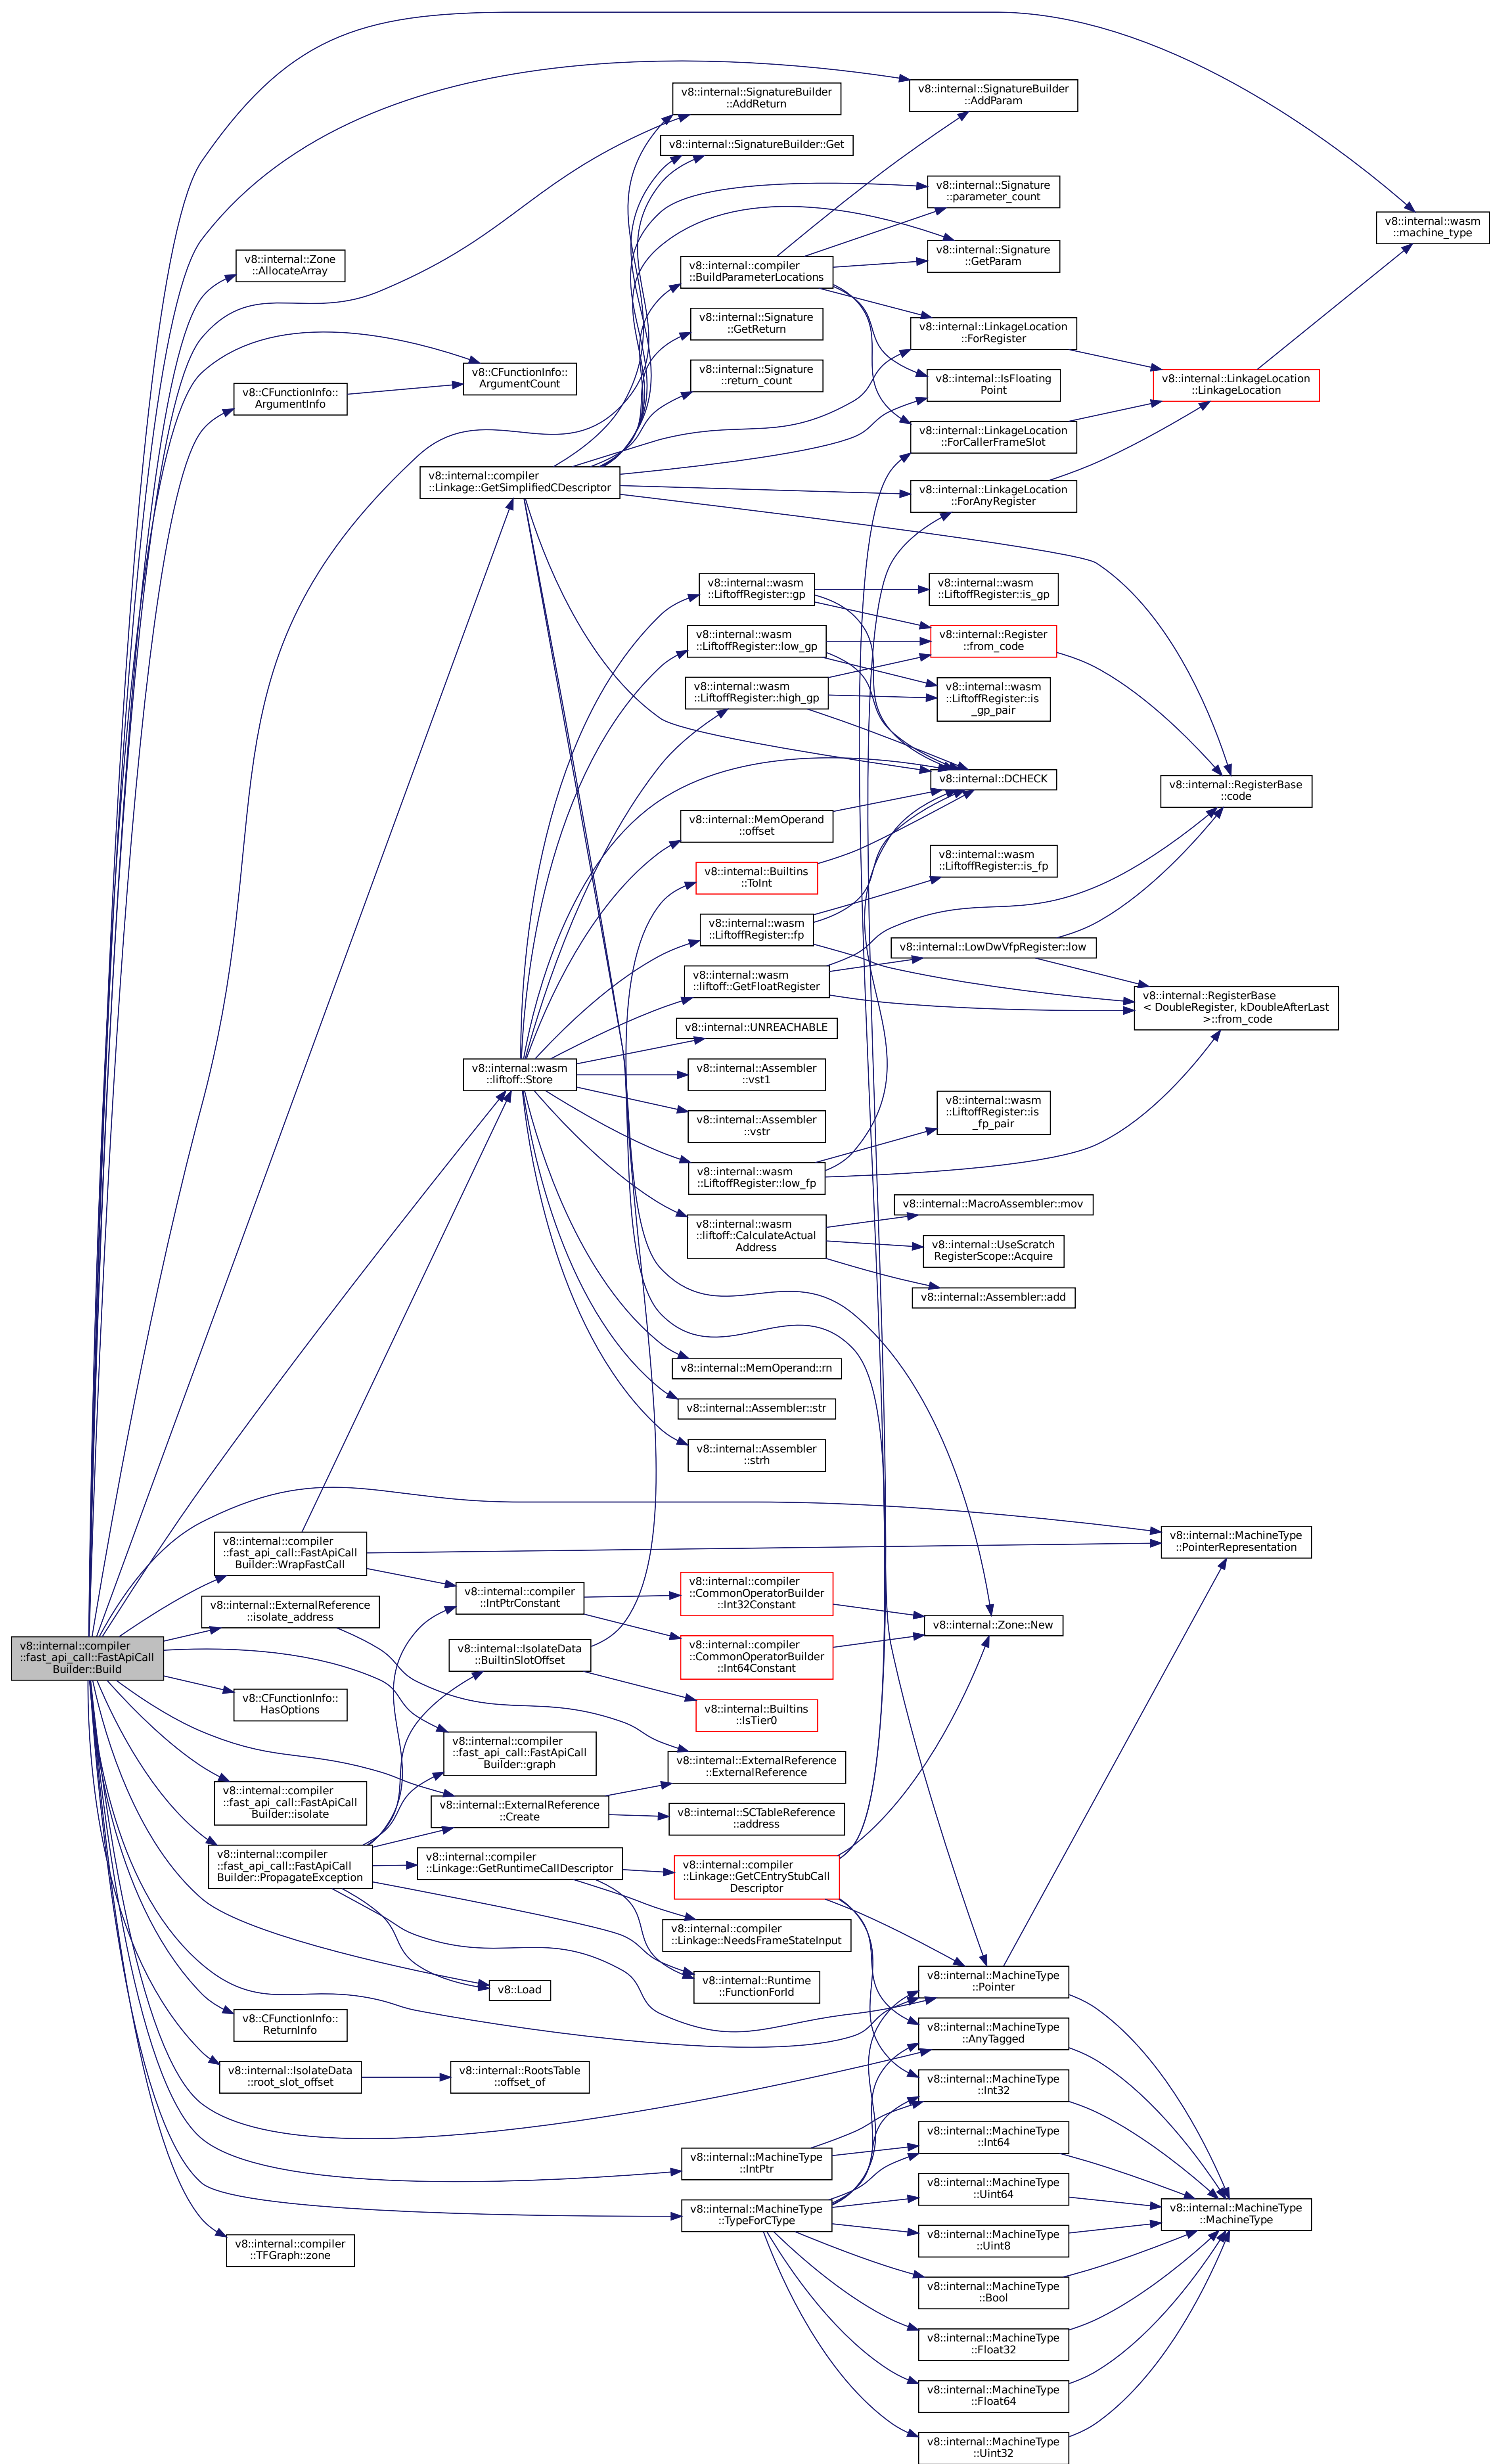 v8::internal::SignatureBuilder
::AddReturn
v8::internal::SignatureBuilder
::AddParam
v8::internal::SignatureBuilder::Get
v8::internal::Signature
::parameter_count
v8::internal::wasm
::machine_type
v8::internal::Zone
::AllocateArray
v8::internal::compiler
::BuildParameterLocations
v8::internal::Signature
::GetParam
v8::internal::Signature
::GetReturn
v8::internal::LinkageLocation
::ForRegister
v8::CFunctionInfo::
ArgumentInfo
v8::CFunctionInfo::
ArgumentCount
v8::internal::Signature
::return_count
v8::internal::IsFloating
Point
v8::internal::LinkageLocation
::LinkageLocation
v8::internal::LinkageLocation
::ForCallerFrameSlot
v8::internal::compiler
::Linkage::GetSimplifiedCDescriptor
v8::internal::LinkageLocation
::ForAnyRegister
v8::internal::wasm
::LiftoffRegister::gp
v8::internal::wasm
::LiftoffRegister::is_gp
v8::internal::wasm
::LiftoffRegister::low_gp
v8::internal::Register
::from_code
v8::internal::wasm
::LiftoffRegister::high_gp
v8::internal::wasm
::LiftoffRegister::is
_gp_pair
v8::internal::DCHECK
v8::internal::RegisterBase
::code
v8::internal::MemOperand
::offset
v8::internal::Builtins
::ToInt
v8::internal::wasm
::LiftoffRegister::is_fp
v8::internal::wasm
::LiftoffRegister::fp
v8::internal::LowDwVfpRegister::low
v8::internal::wasm
::liftoff::GetFloatRegister
v8::internal::RegisterBase
< DoubleRegister, kDoubleAfterLast
>::from_code
v8::internal::UNREACHABLE
v8::internal::wasm
::liftoff::Store
v8::internal::Assembler
::vst1
v8::internal::Assembler
::vstr
v8::internal::wasm
::LiftoffRegister::is
_fp_pair
v8::internal::wasm
::LiftoffRegister::low_fp
v8::internal::MacroAssembler::mov
v8::internal::wasm
::liftoff::CalculateActual
Address
v8::internal::UseScratch
RegisterScope::Acquire
v8::internal::Assembler::add
v8::internal::MemOperand::rn
v8::internal::Assembler::str
v8::internal::Assembler
::strh
v8::internal::compiler
::fast_api_call::FastApiCall
Builder::WrapFastCall
v8::internal::MachineType
::PointerRepresentation
v8::internal::ExternalReference
::isolate_address
v8::internal::compiler
::IntPtrConstant
v8::internal::compiler
::CommonOperatorBuilder
::Int32Constant
v8::internal::Zone::New
v8::internal::compiler
::fast_api_call::FastApiCall
Builder::Build
v8::internal::IsolateData
::BuiltinSlotOffset
v8::internal::compiler
::CommonOperatorBuilder
::Int64Constant
v8::CFunctionInfo::
HasOptions
v8::internal::Builtins
::IsTier0
v8::internal::compiler
::fast_api_call::FastApiCall
Builder::graph
v8::internal::ExternalReference
::ExternalReference
v8::internal::compiler
::fast_api_call::FastApiCall
Builder::isolate
v8::internal::ExternalReference
::Create
v8::internal::SCTableReference
::address
v8::internal::compiler
::fast_api_call::FastApiCall
Builder::PropagateException
v8::internal::compiler
::Linkage::GetRuntimeCallDescriptor
v8::internal::compiler
::Linkage::GetCEntryStubCall
Descriptor
v8::internal::compiler
::Linkage::NeedsFrameStateInput
v8::Load
v8::internal::Runtime
::FunctionForId
v8::internal::MachineType
::Pointer
v8::CFunctionInfo::
ReturnInfo
v8::internal::MachineType
::AnyTagged
v8::internal::IsolateData
::root_slot_offset
v8::internal::RootsTable
::offset_of
v8::internal::MachineType
::Int32
v8::internal::MachineType
::IntPtr
v8::internal::MachineType
::Int64
v8::internal::MachineType
::Uint64
v8::internal::MachineType
::TypeForCType
v8::internal::MachineType
::MachineType
v8::internal::compiler
::TFGraph::zone
v8::internal::MachineType
::Uint8
v8::internal::MachineType
::Bool
v8::internal::MachineType
::Float32
v8::internal::MachineType
::Float64
v8::internal::MachineType
::Uint32